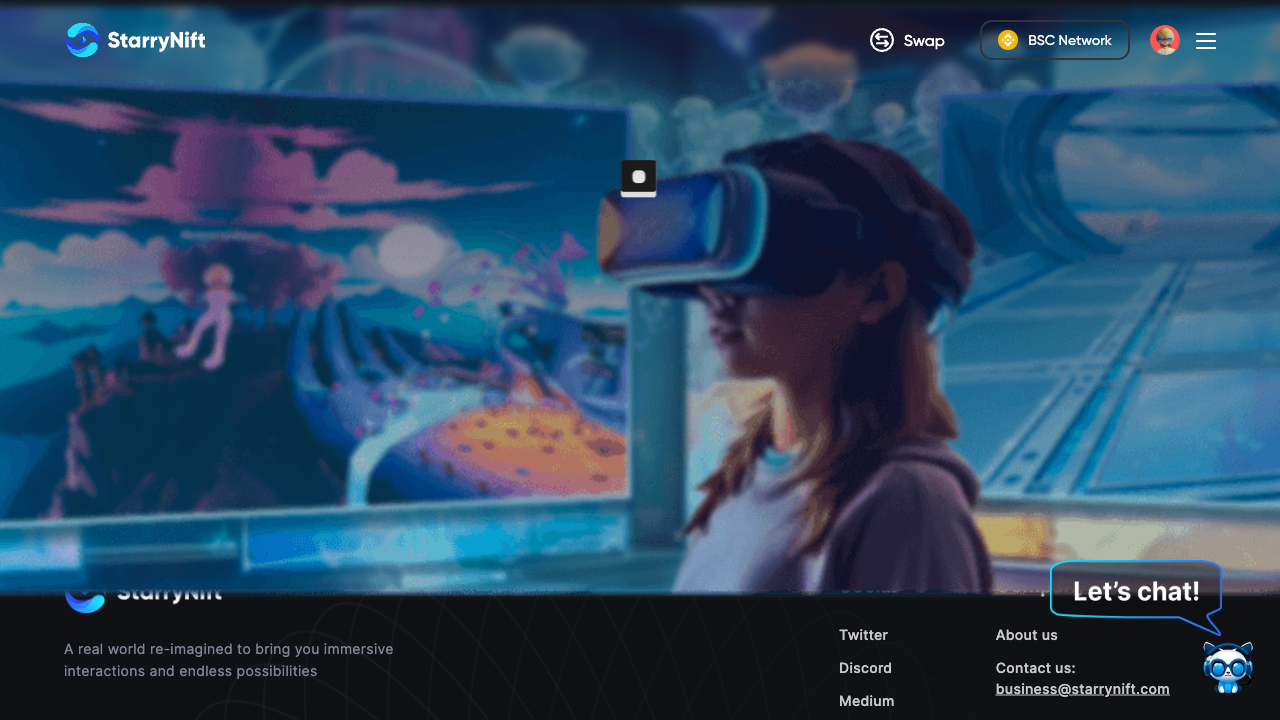 StarryNift
Swap
BSC Network
StarryNift
Let's chat!
A real world re-imagined to bring you immersive
interactions and endless possibilities
Twitter
Discord
Medium
About us
Contact us:
business@starrynift.com